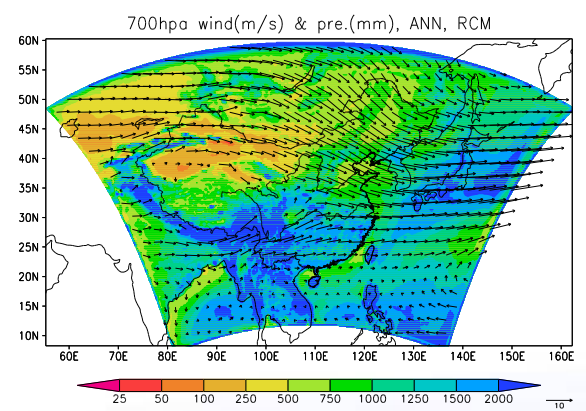 700hpa wind(m/s) & pre.(mm), ANN, RCM
60N
55N
50N
45N
40N
35N
30N
25N
20N
15N
10N
60E 70E 80E 90E 100E 110E 120E 130E 140E 150E 160E
25 50 100 250 500 750 1000 1250 1500 2000
10